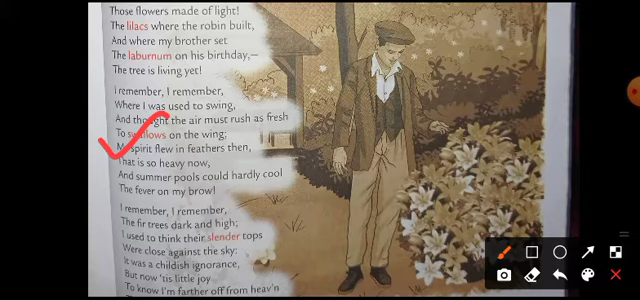 Those flowers made of light!
The lilacs where the robin built,
And where my brother set
The laburnum on his birthday,—
The tree is living yet!
I remember, I remember,
Where I was used to swing,
And thought the air must rush as fresh
To swallows on the wing;
My spirit flew in feathers then,
That is so heavy now,
And summer pools could hardly cool
The fever on my brow!
I remember, I remember,
The fir trees dark and high;
I used to think their slender tops
Were close against the sky:
It was a childish ignorance,
But now 'tis little joy
To know I'm farther off from heav'n